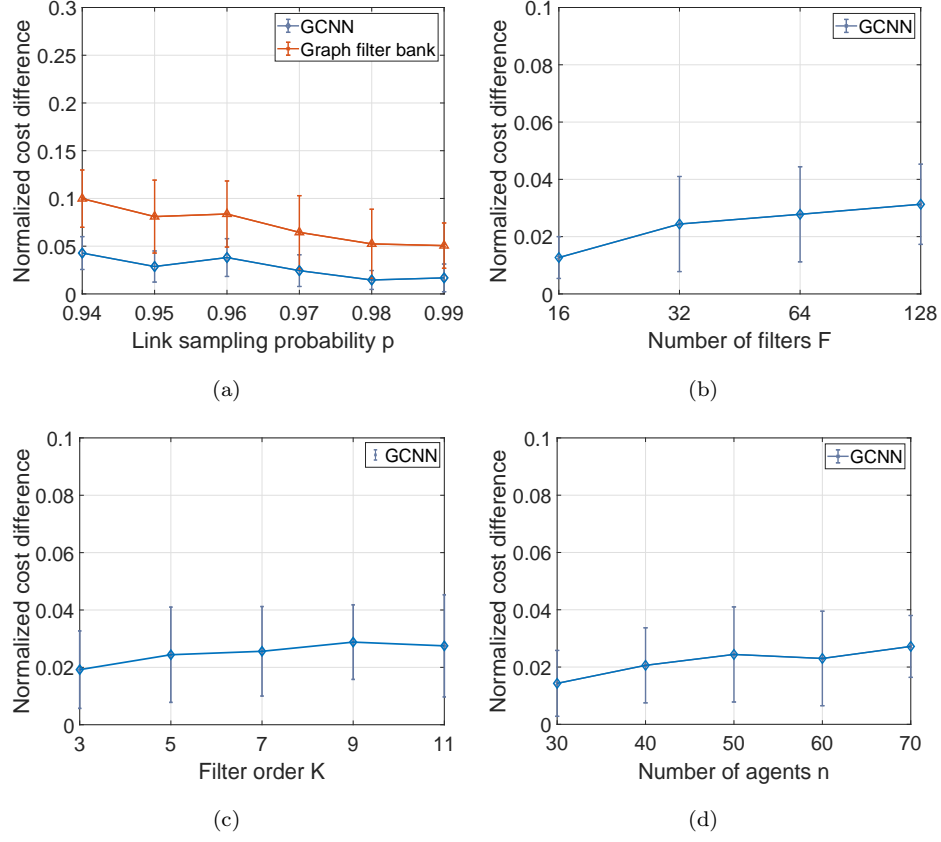 0.3
0.25
0.2
0.15
0.1
0.05
0
Normalized cost difference
GCNN
Graph filter bank
0.94 0.95 0.96 0.97 0.98 0.99
Link sampling probability p
(a)
0.1
0.08
0.06
0.04
0.02
0
Normalized cost difference
GCNN
16 32 64 128
Number of filters F
(b)
0.1
0.08
0.06
0.04
0.02
0
Normalized cost difference
GCNN
3 5 7 9 11
Filter order K
(c)
0.1
0.08
0.06
0.04
0.02
0
Normalized cost difference
GCNN
30 40 50 60 70
Number of agents n
(d)